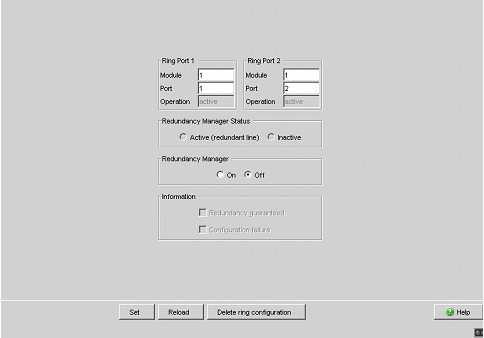 Ring Port 1
Module 1
Port 1
Operation active
Ring Port 2
Module 1
Port 2
Operation active
Redundancy Manager Status
Active (redundant line) Inactive
Redundancy Manager
On Off
Information
Redundancy guaranteed
Configuration failure
Set Reload Delete ring configuration Help